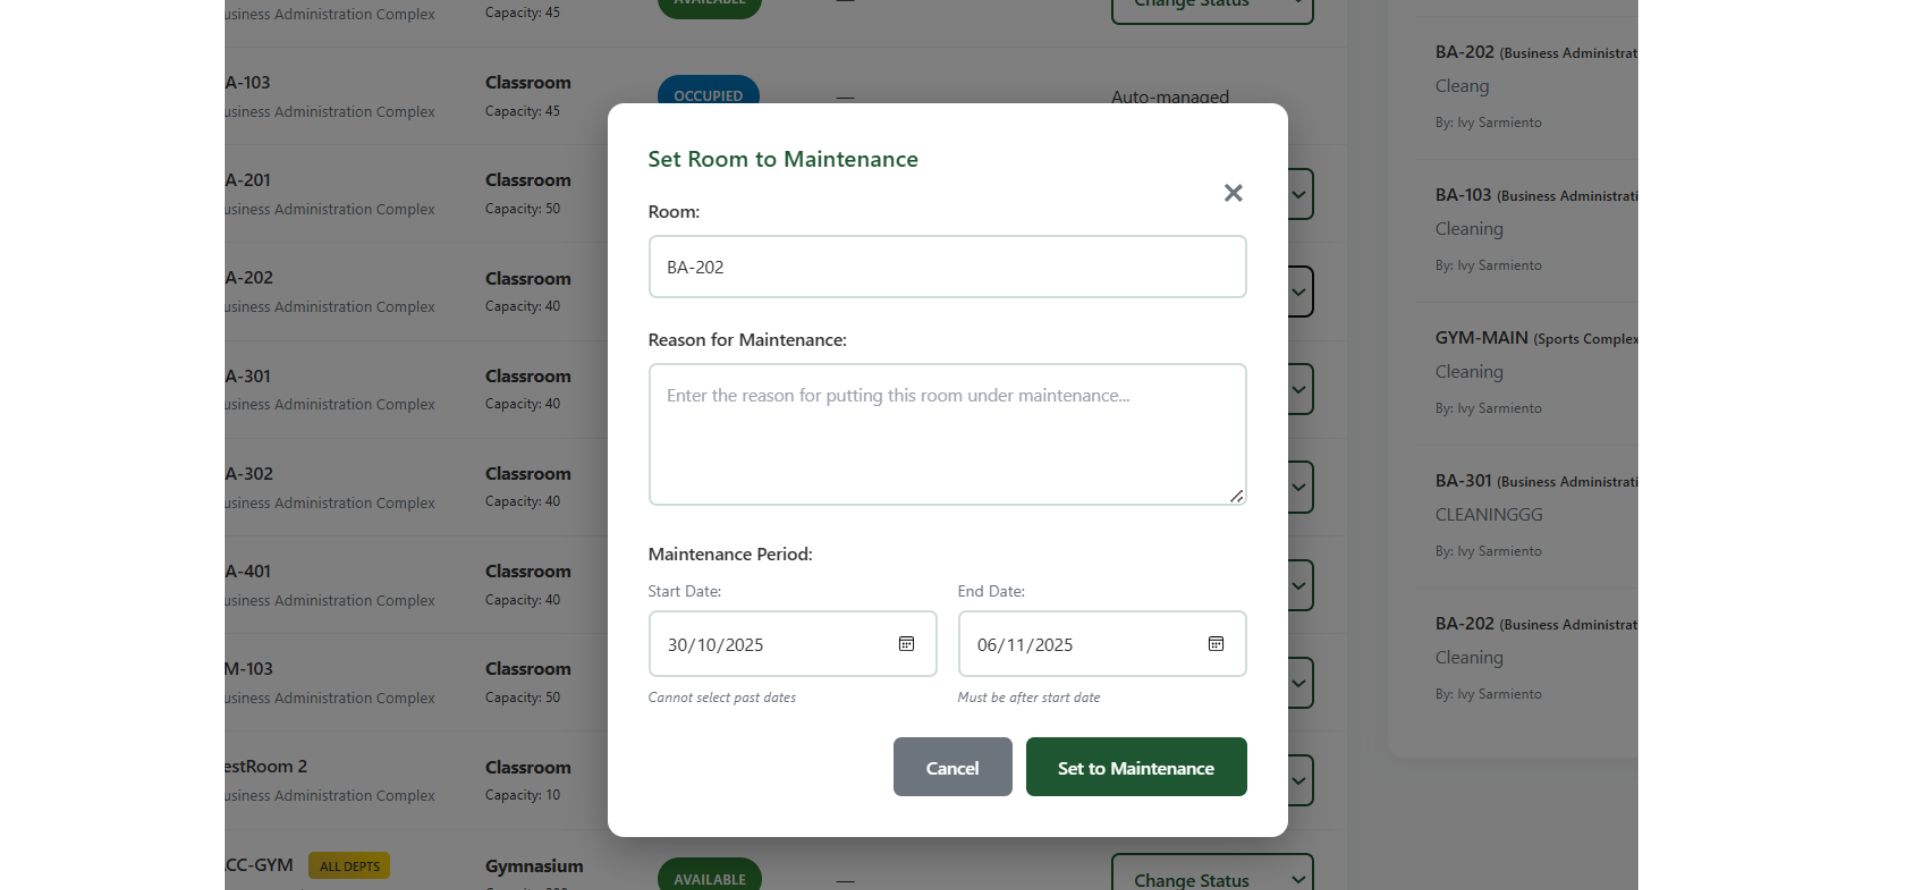 usiness Administration Complex
Capacity: 45
AVAILABLE
—
Change Status
A-103
usiness Administration Complex
Classroom
Capacity: 45
OCCUPIED
—
Auto-managed
A-201
usiness Administration Complex
Classroom
Capacity: 50
A-202
usiness Administration Complex
Classroom
Capacity: 40
A-301
usiness Administration Complex
Classroom
Capacity: 40
A-302
usiness Administration Complex
Classroom
Capacity: 40
A-401
usiness Administration Complex
Classroom
Capacity: 40
M-103
usiness Administration Complex
Classroom
Capacity: 50
estRoom 2
usiness Administration Complex
Classroom
Capacity: 10
CC-GYM
ALL DEPTS
Gymnasium
AVAILABLE
—
Change Status
Set Room to Maintenance
Room:
BA-202
Reason for Maintenance:
Enter the reason for putting this room under maintenance...
Maintenance Period:
Start Date:
30/10/2025
Cannot select past dates
End Date:
06/11/2025
Must be after start date
Cancel
Set to Maintenance
BA-202 (Business Administrat
Cleang
By: Ivy Sarmiento
BA-103 (Business Administrati
Cleaning
By: Ivy Sarmiento
GYM-MAIN (Sports Complex
Cleaning
By: Ivy Sarmiento
BA-301 (Business Administrati
CLEANINGGG
By: Ivy Sarmiento
BA-202 (Business Administrat
Cleaning
By: Ivy Sarmiento